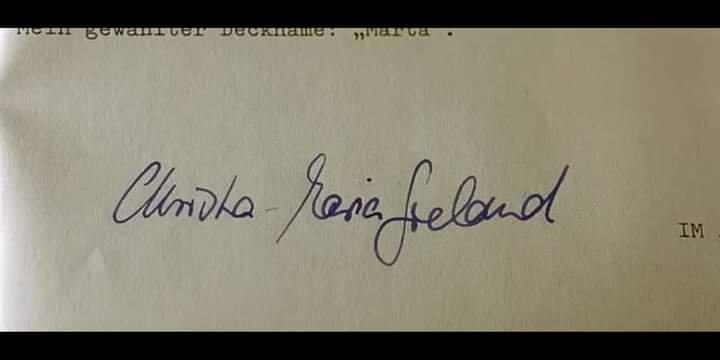 Mein gewählter Deckname: „Marta".
Christa-Maria Sieland
IM